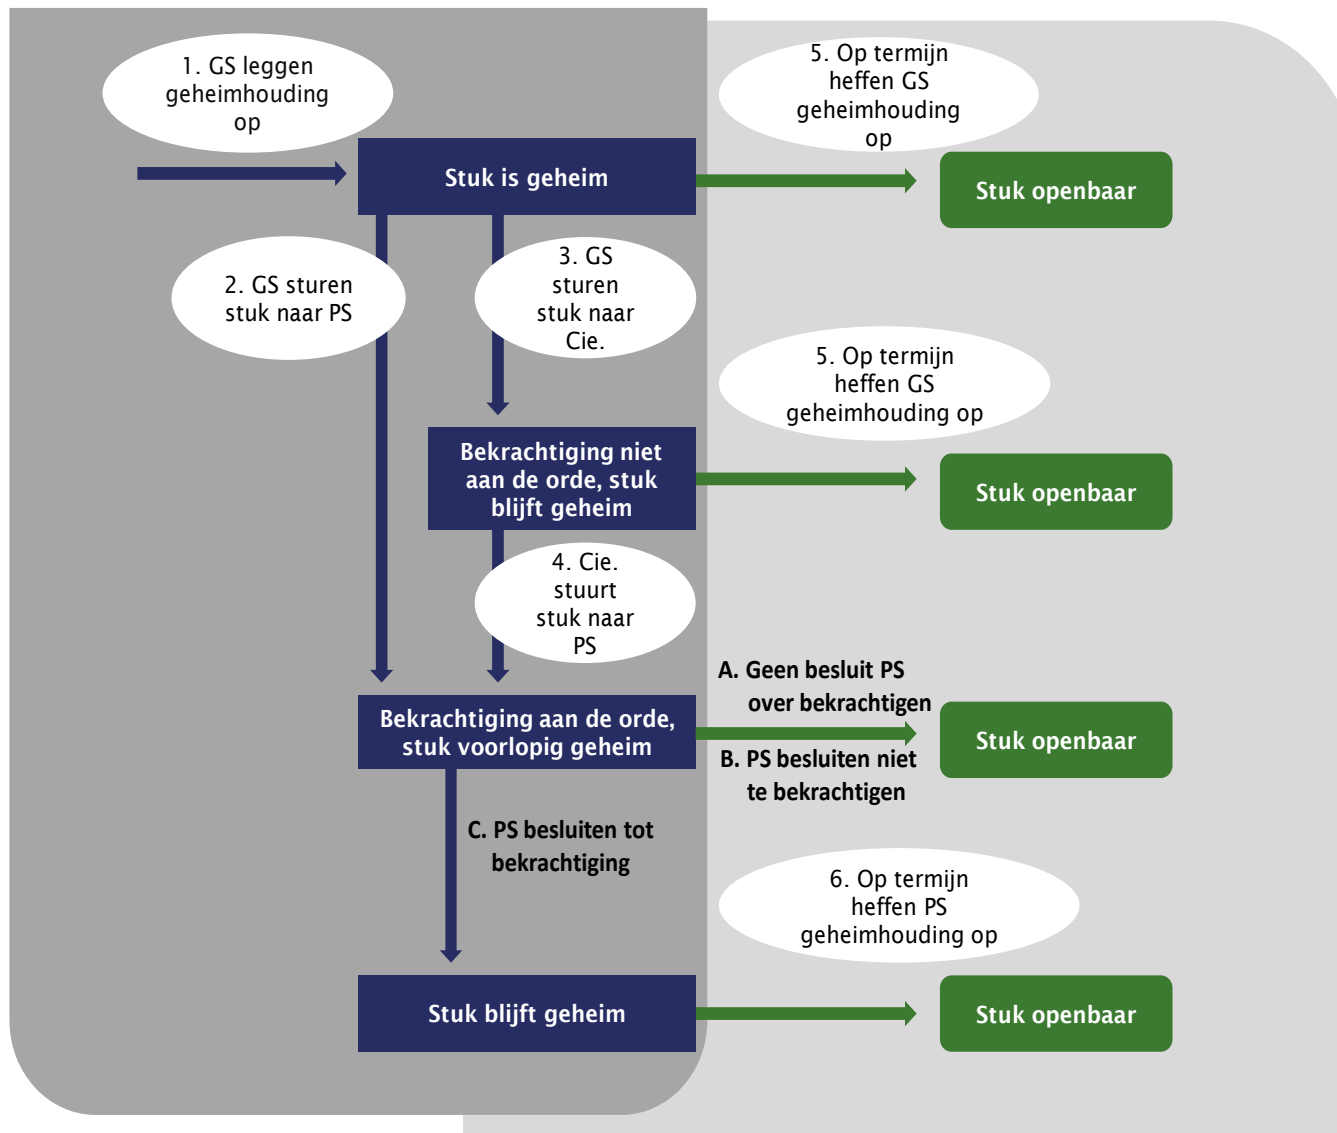 1. GS leggen
geheimhouding
op
5. Op termijn
heffen GS
geheimhouding
op
Stuk is geheim
Stuk openbaar
2. GS sturen
stuk naar PS
3. GS
sturen
stuk naar
Cie.
5. Op termijn
heffen GS
geheimhouding op
Bekrachtiging niet
aan de orde, stuk
blijft geheim
Stuk openbaar
4. Cie.
stuurt
stuk naar
PS
A. Geen besluit PS
over bekrachtigen
Bekrachtiging aan de orde,
stuk voorlopig geheim
Stuk openbaar
B. PS besluiten niet
te bekrachtigen
C. PS besluiten tot
bekrachtiging
6. Op termijn
heffen PS
geheimhouding op
Stuk blijft geheim
Stuk openbaar